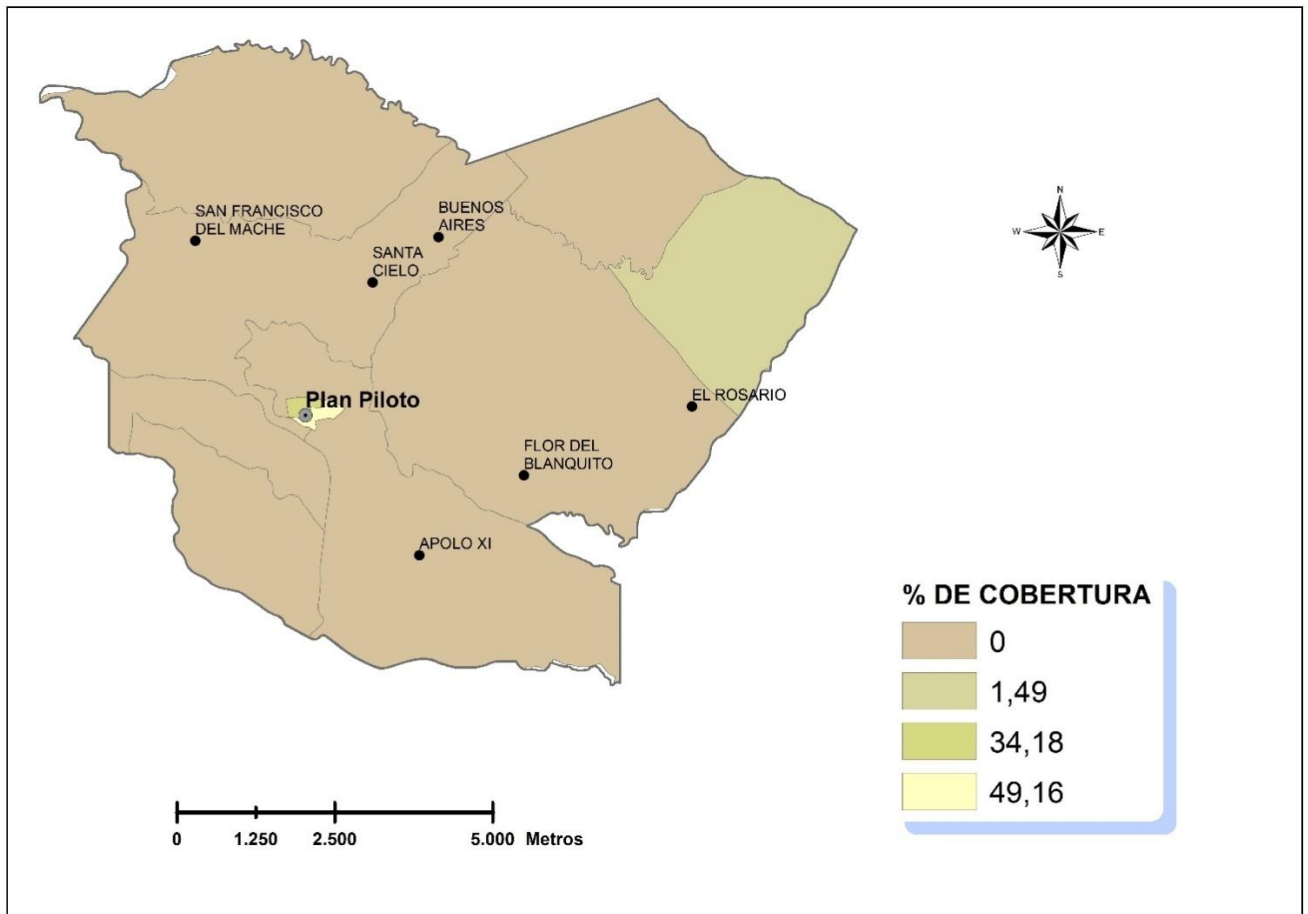 N
W
E
S
SAN FRANCISCO
DEL MACHE
BUENOS
AIRES
SANTA
CIELO
Plan Piloto
EL ROSARIO
FLOR DEL
BLANQUITO
APOLO XI
% DE COBERTURA
0
1,49
34,18
49,16
0 1.250 2.500 5.000 Metros